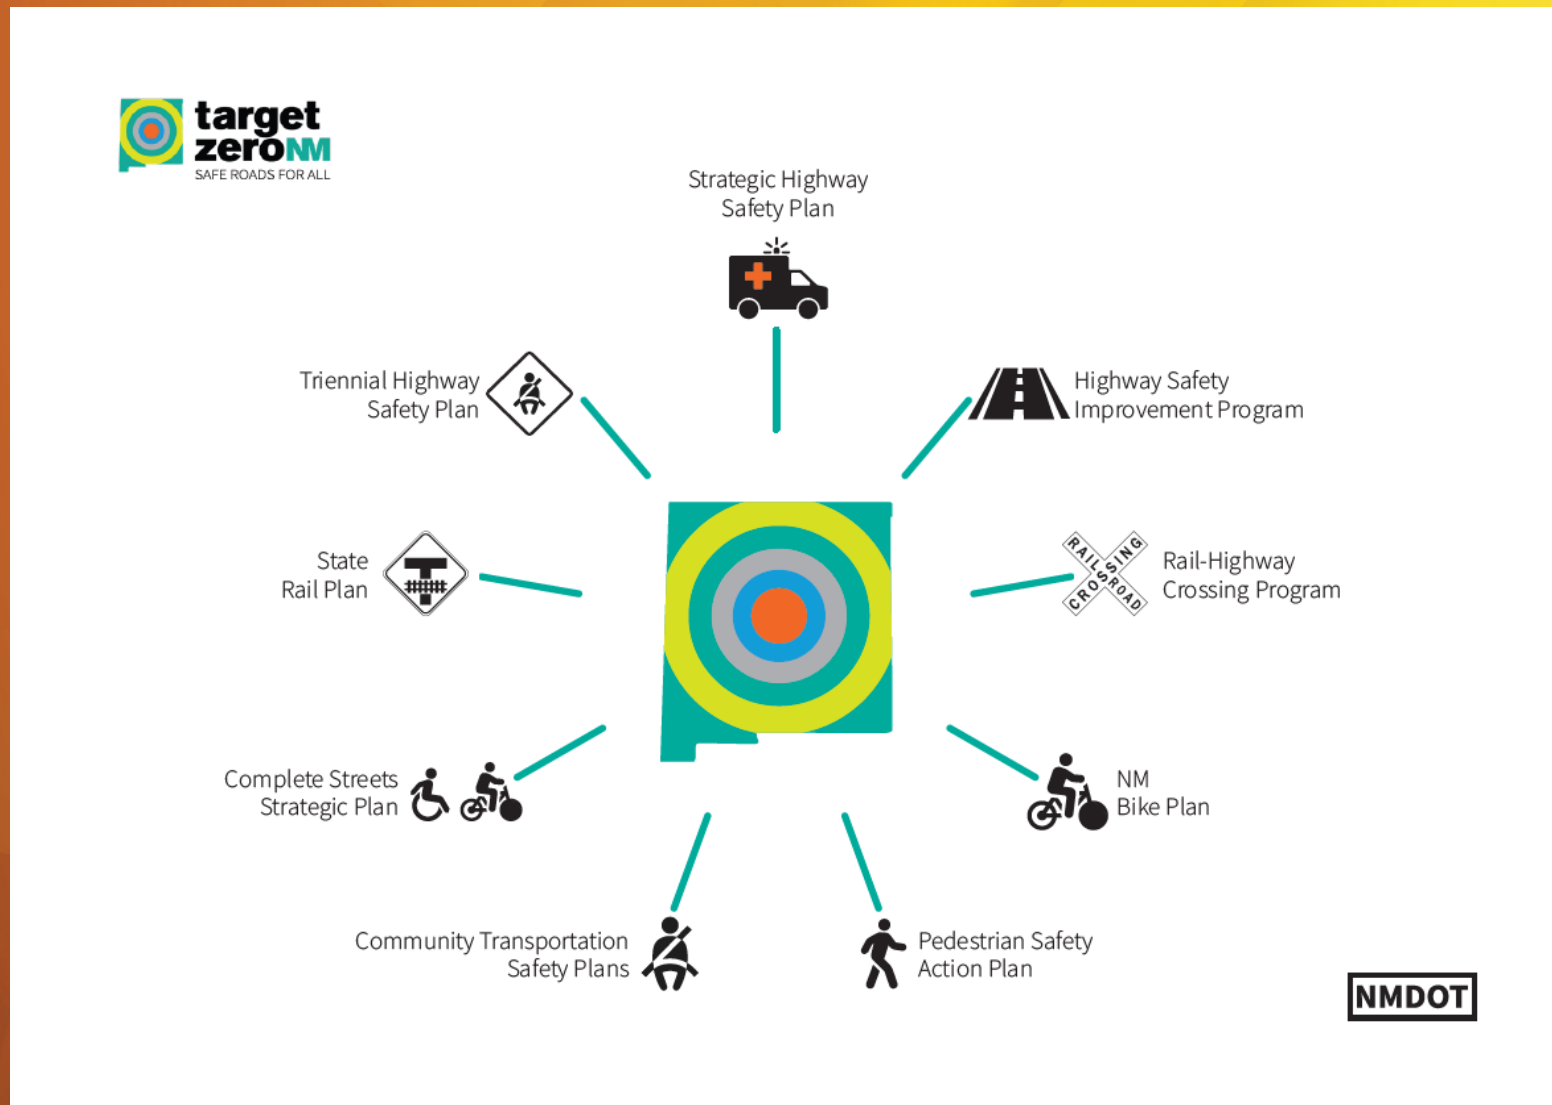 target
zeroNM
SAFE ROADS FOR ALL
Strategic Highway
Safety Plan
Triennial Highway
Safety Plan
Highway Safety
Improvement Program
State
Rail Plan
RAILROAD
CROSSING
Rail-Highway
Crossing Program
Complete Streets
Strategic Plan
NM
Bike Plan
Community Transportation
Safety Plans
Pedestrian Safety
Action Plan
NMDOT